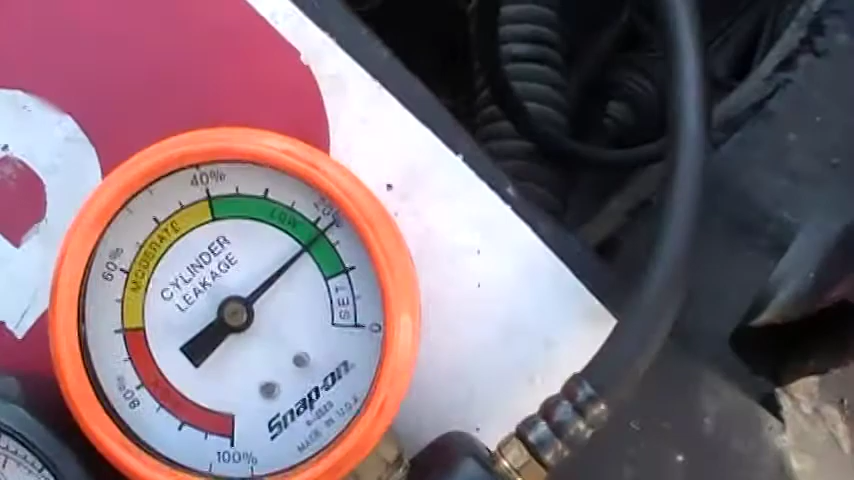 40%
20%
LOW
MODERATE
60%
CYLINDER
LEAKAGE
SET
0
80%
Snap-on
MADE IN U.S.A.
100%